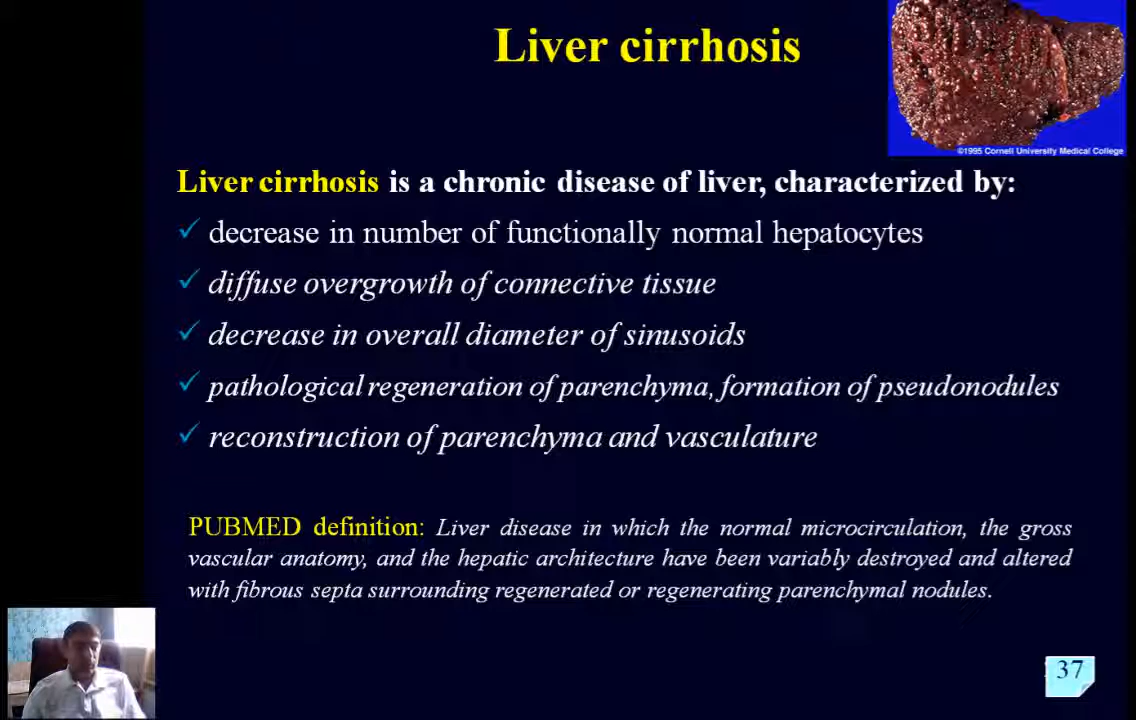 Liver cirrhosis
©1995 Cornell University Medical College
Liver cirrhosis is a chronic disease of liver, characterized by:
✓ decrease in number of functionally normal hepatocytes
✓ diffuse overgrowth of connective tissue
✓ decrease in overall diameter of sinusoids
✓ pathological regeneration of parenchyma, formation of pseudonodules
✓ reconstruction of parenchyma and vasculature
PUBMED definition: Liver disease in which the normal microcirculation, the gross
vascular anatomy, and the hepatic architecture have been variably destroyed and altered
with fibrous septa surrounding regenerated or regenerating parenchymal nodules.
37